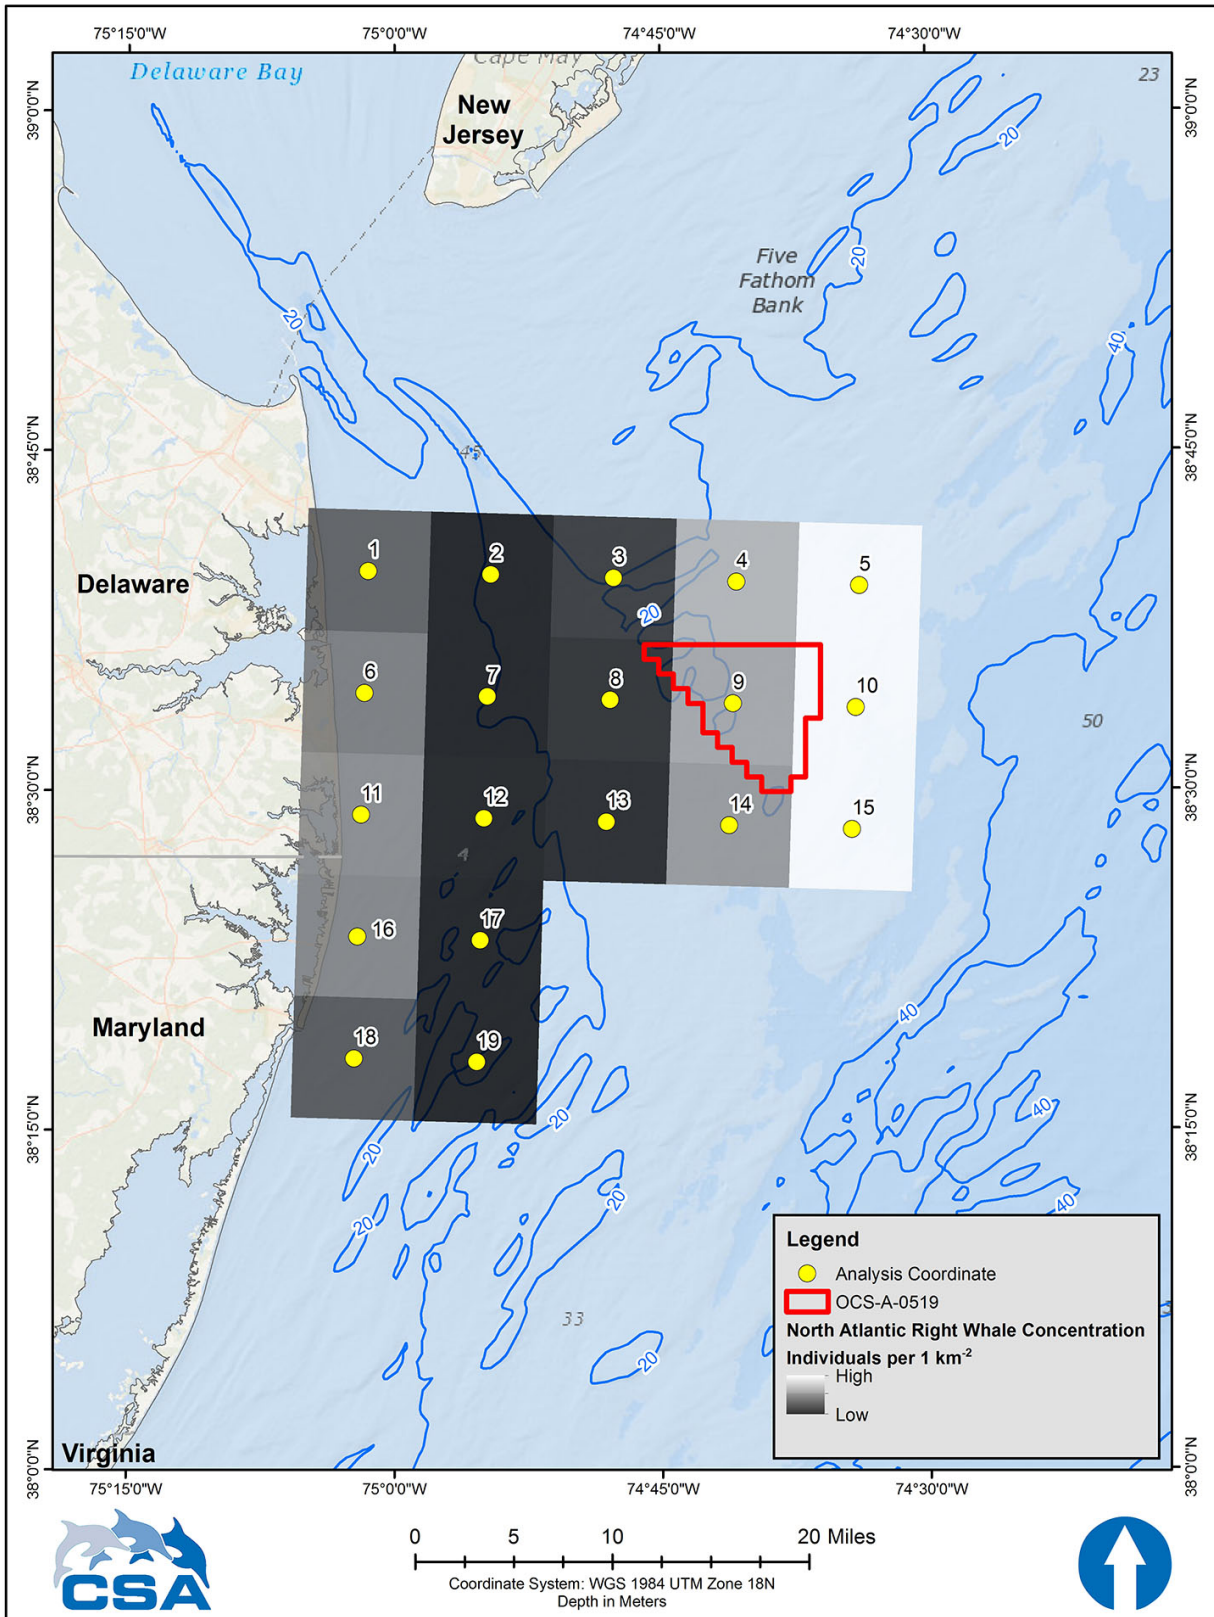 75°15'0"W
75°0'0"W
74°45'0"W
74°30'0"W
39°0'0"N
39°0'0"N
Delaware Bay
Cape May
23
New
Jersey
20
Five
Fathom
Bank
20
20
40
38°45'0"N
38°45'0"N
45
1
2
3
4
5
Delaware
20
6
7
8
9
10
50
38°30'0"N
38°30'0"N
11
12
13
14
15
4
16
17
Maryland
40
18
19
20
20
40
38°15'0"N
38°15'0"N
20
20
40
33
20
Legend
Analysis Coordinate
OCS-A-0519
North Atlantic Right Whale Concentration
Individuals per 1 km-2
High
Low
Virginia
38°0'0"N
38°0'0"N
75°15'0"W
75°0'0"W
74°45'0"W
74°30'0"W
CSA
0
5
10
20 Miles
Coordinate System: WGS 1984 UTM Zone 18N
Depth in Meters